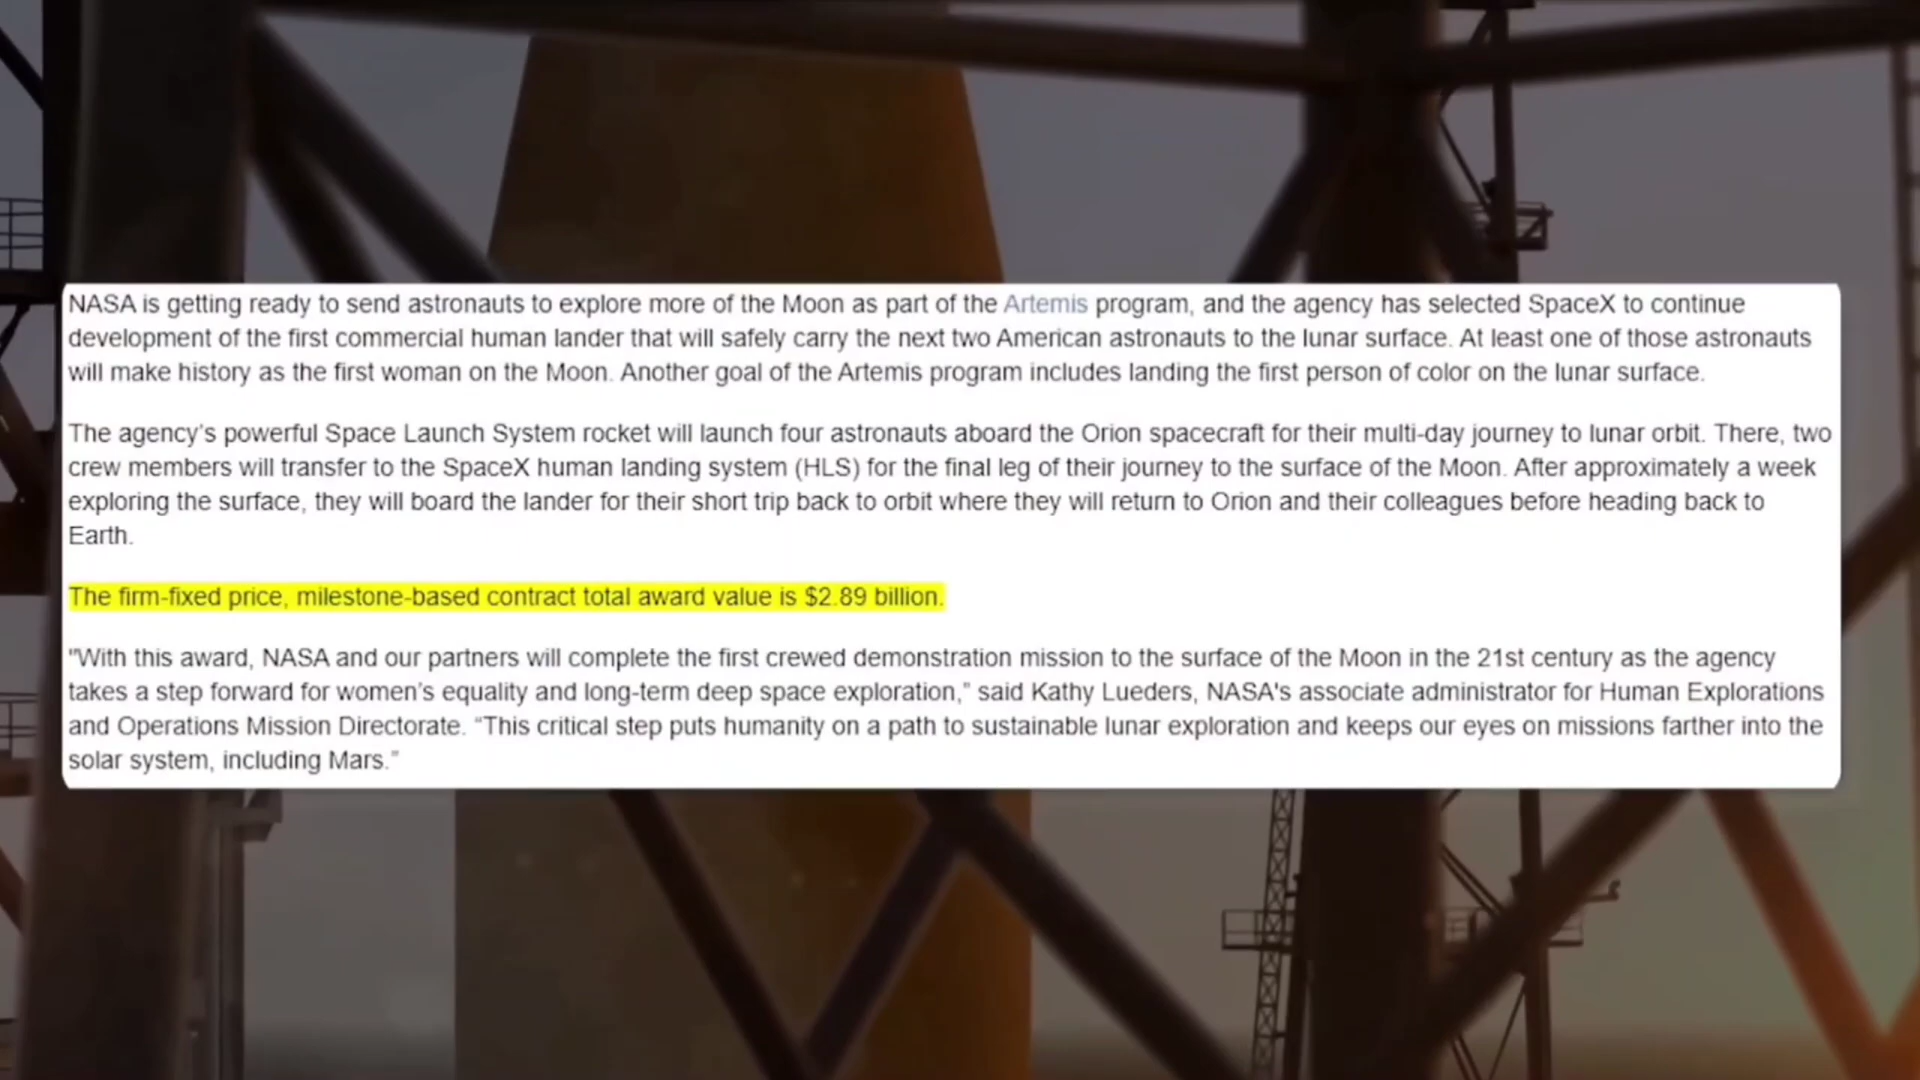 NASA is getting ready to send astronauts to explore more of the Moon as part of the Artemis program, and the agency has selected SpaceX to continue
development of the first commercial human lander that will safely carry the next two American astronauts to the lunar surface. At least one of those astronauts
will make history as the first woman on the Moon. Another goal of the Artemis program includes landing the first person of color on the lunar surface.
The agency's powerful Space Launch System rocket will launch four astronauts aboard the Orion spacecraft for their multi-day journey to lunar orbit. There, two
crew members will transfer to the SpaceX human landing system (HLS) for the final leg of their journey to the surface of the Moon. After approximately a week
exploring the surface, they will board the lander for their short trip back to orbit where they will return to Orion and their colleagues before heading back to
Earth.
The firm-fixed price, milestone-based contract total award value is $2.89 billion.
"With this award, NASA and our partners will complete the first crewed demonstration mission to the surface of the Moon in the 21st century as the agency
takes a step forward for women's equality and long-term deep space exploration," said Kathy Lueders, NASA's associate administrator for Human Explorations
and Operations Mission Directorate. “This critical step puts humanity on a path to sustainable lunar exploration and keeps our eyes on missions farther into the
solar system, including Mars.”